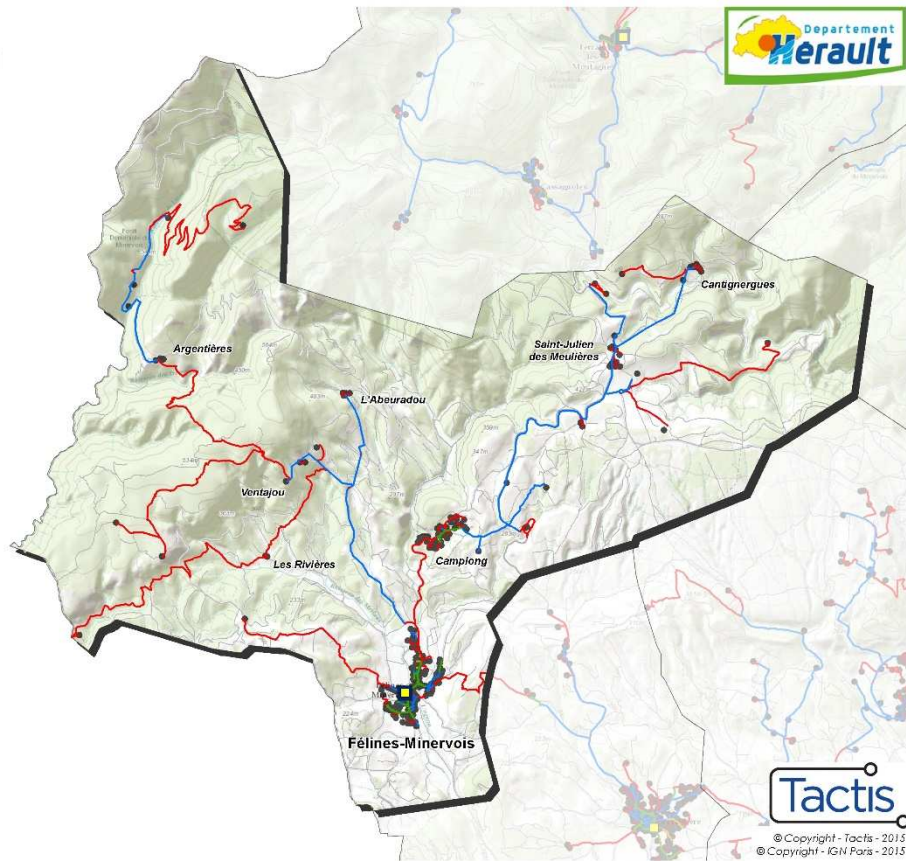 Departement
Herault
Cantignergues
Saint-Julien
des Meulières
Argentières
L'Abeuradou
Ventajou
Camplong
Les Rivières
Félines-Minervois
Tactis
© Copyright - Tactis - 2015
© Copyright - IGN Paris - 2015